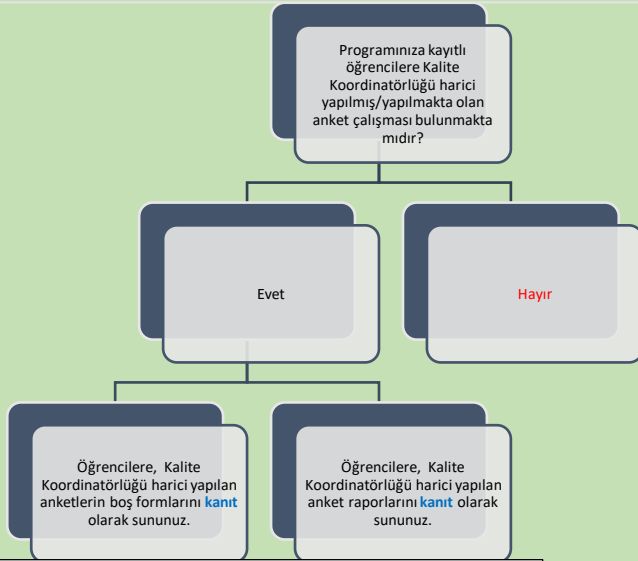 Programınıza kayıtlı
öğrencilere Kalite
Koordinatörlüğü harici
yapılmış/yapılmakta olan
anket çalışması bulunmakta
mıdır?
Evet
Hayır
Öğrencilere, Kalite
Koordinatörlüğü harici yapılan
anketlerin boş formlarını kanıt
olarak sununuz.
Öğrencilere, Kalite
Koordinatörlüğü harici yapılan
anket raporlarını kanıt olarak
sununuz.